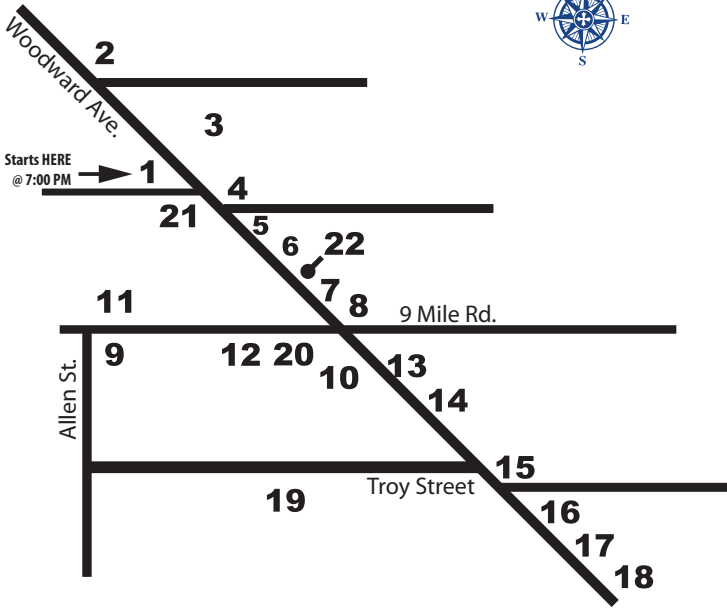 W E
S
2
Woodward Ave.
3
Starts HERE
@ 7:00 PM
1
4
21
5
6
22
7
8
11
9 Mile Rd.
9
12
20
10
13
Allen St.
14
15
Troy Street
19
16
17
18